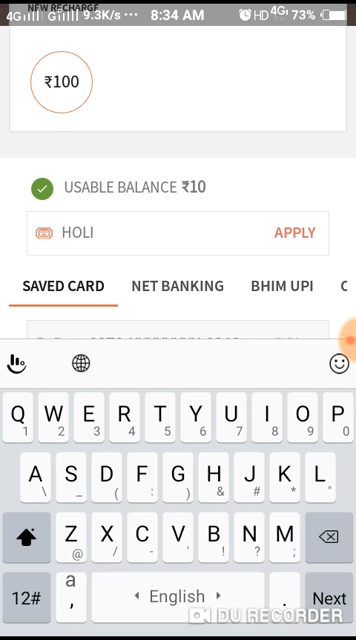 NEW RECHARGE
4G 9.3K/s ··· 8:34 AM HD 4G 73%
₹100
USABLE BALANCE ₹10
HOLI APPLY
SAVED CARD NET BANKING BHIM UPI
Q W E R T Y U I O P
1 2 3 4 5 6 7 8 9 0
A S D F G H J K L
\ _ ( : ) & # * "
Z X C V B N M
@ / - ' ! ? ;
12# a , English . Next
DU RECORDER